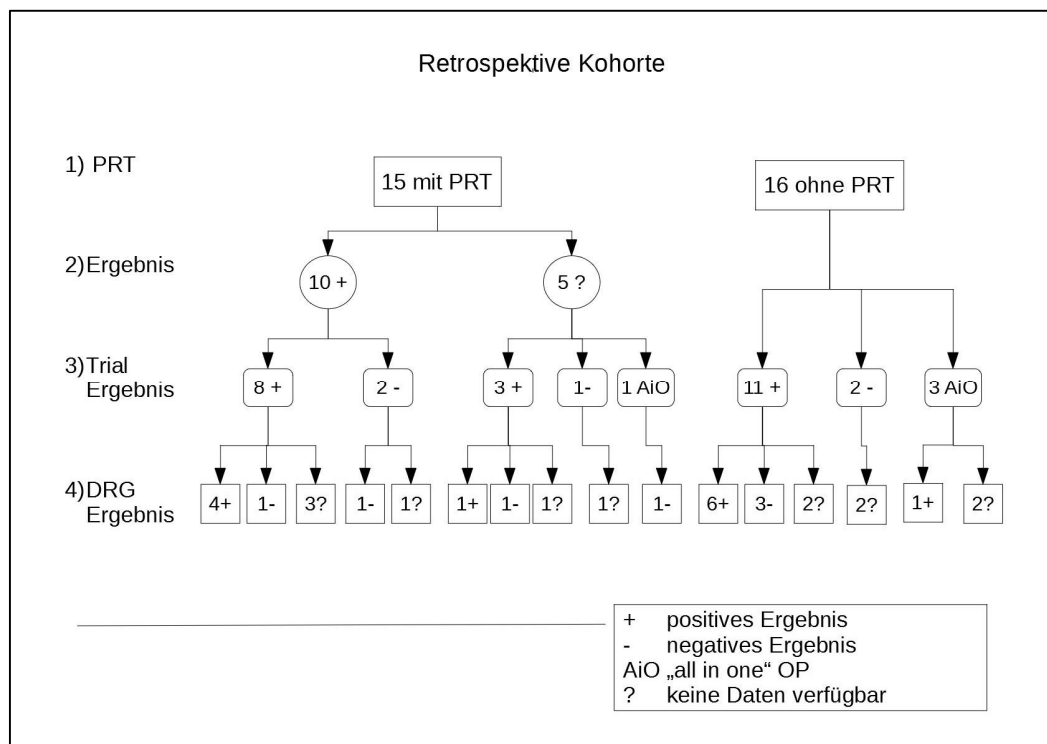 Retrospektive Kohorte
1) PRT
15 mit PRT
16 ohne PRT
2)Ergebnis
10 +
5 ?
3)Trial
Ergebnis
8 +
2 -
3 +
1-
1 AiO
11 +
2 -
3 AiO
4)DRG
Ergebnis
4+
1-
3?
1-
1?
1+
1-
1?
1?
1-
6+
3-
2?
2?
1+
2?
+ positives Ergebnis
- negatives Ergebnis
AiO „all in one“ OP
? keine Daten verfügbar